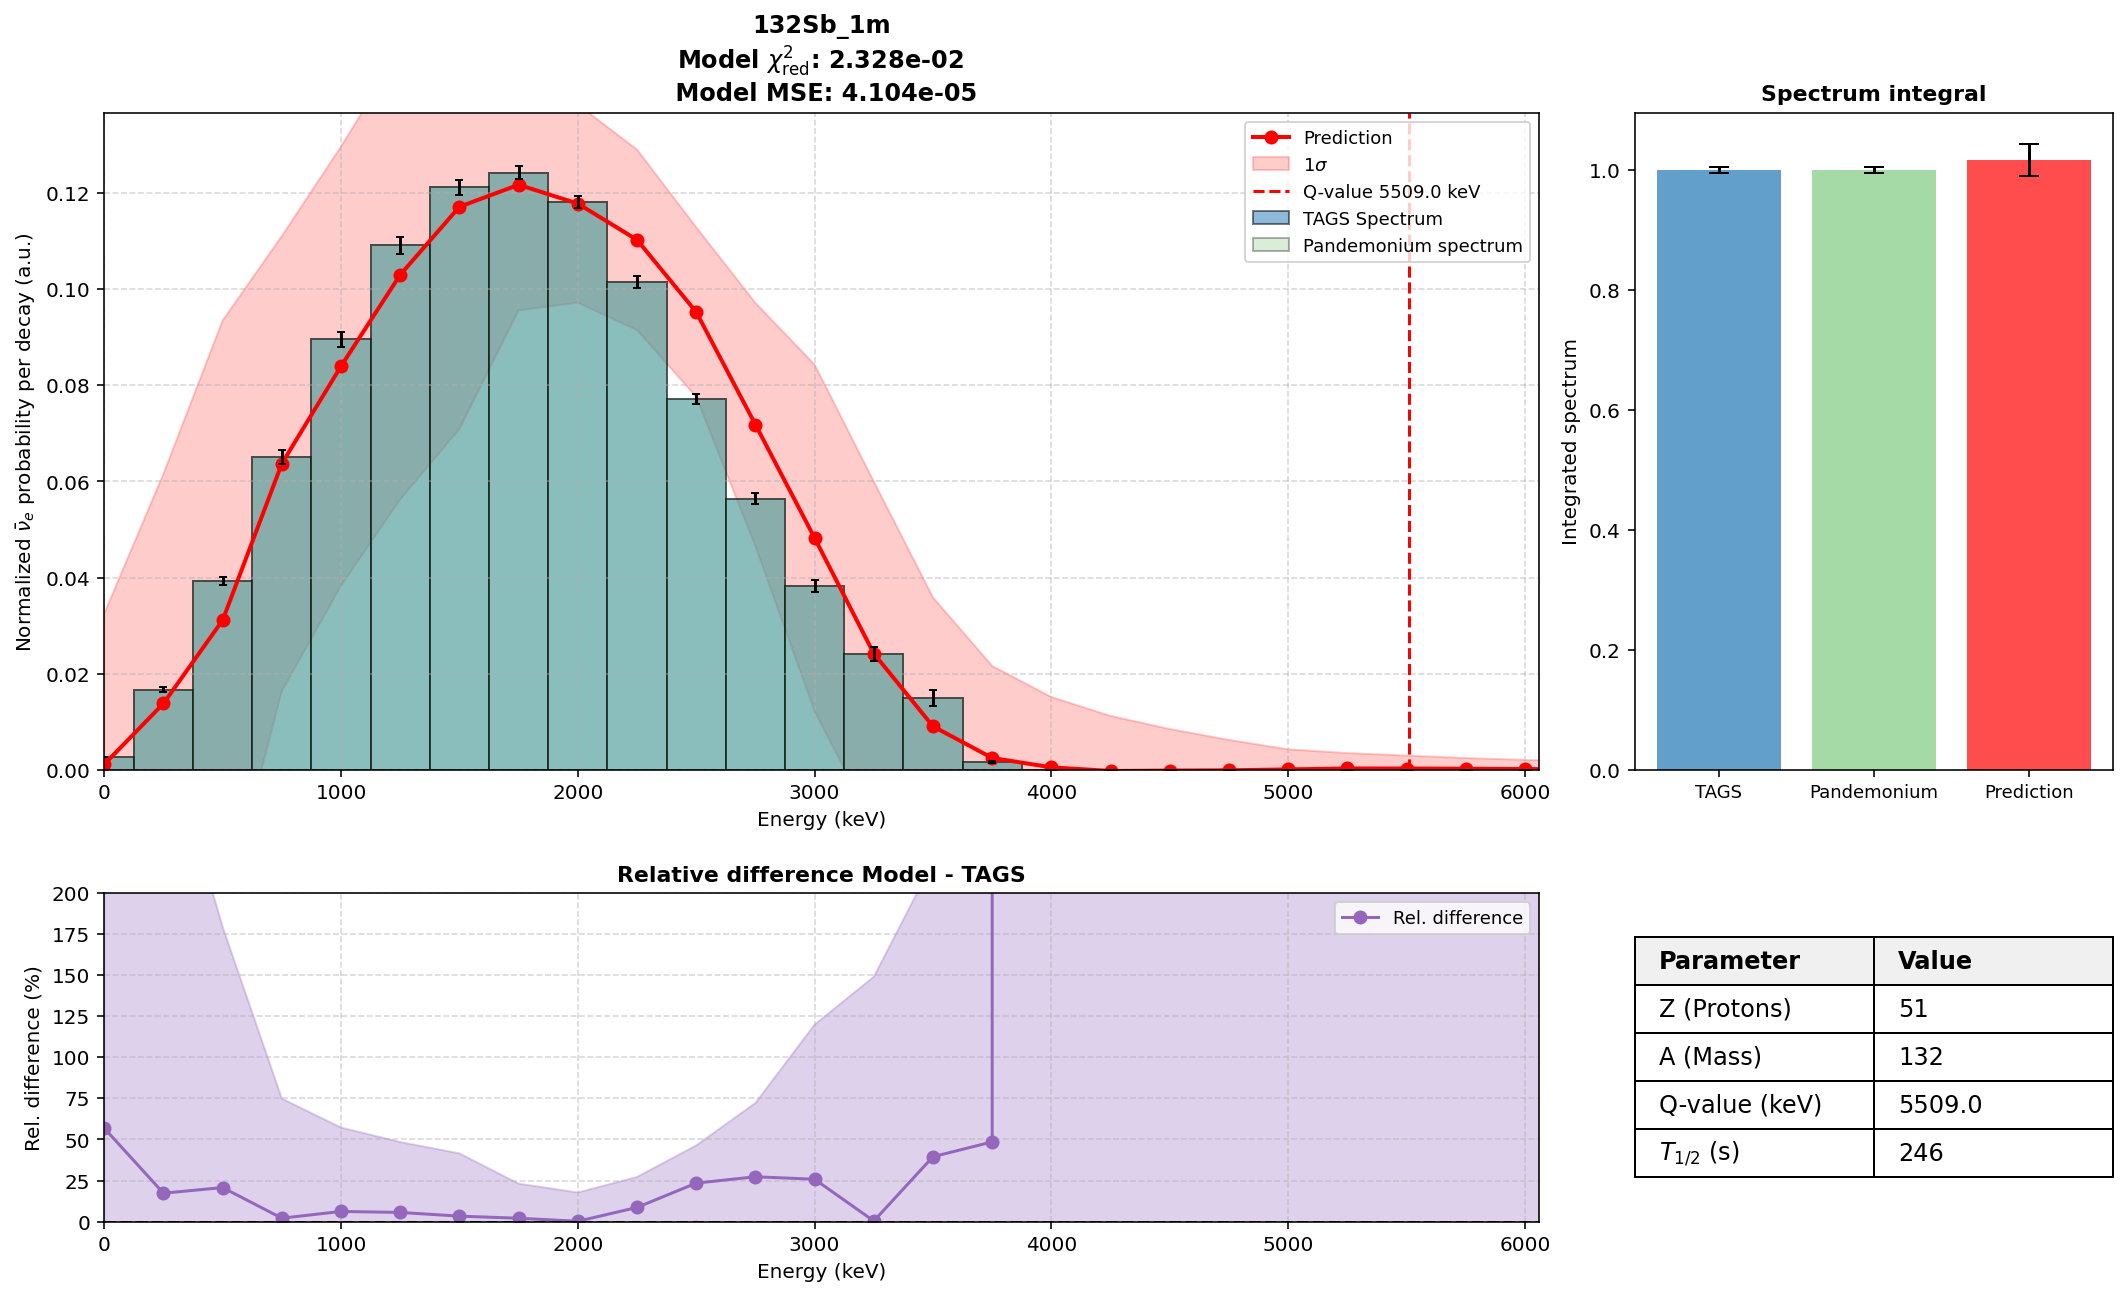 132Sb_1m
Model χ²red: 2.328e-02
Model MSE: 4.104e-05
Normalized ν̄e probability per decay (a.u.)
0.12
0.10
0.08
0.06
0.04
0.02
0.00
0 1000 2000 3000 4000 5000 6000
Energy (keV)
Prediction
1σ
Q-value 5509.0 keV
TAGS Spectrum
Pandemonium spectrum
Spectrum integral
Integrated spectrum
1.0
0.8
0.6
0.4
0.2
0.0
TAGS Pandemonium Prediction
Relative difference Model - TAGS
Rel. difference (%)
200
175
150
125
100
75
50
25
0
0 1000 2000 3000 4000 5000 6000
Energy (keV)
Rel. difference
Parameter Value
Z (Protons) 51
A (Mass) 132
Q-value (keV) 5509.0
T1/2 (s) 246